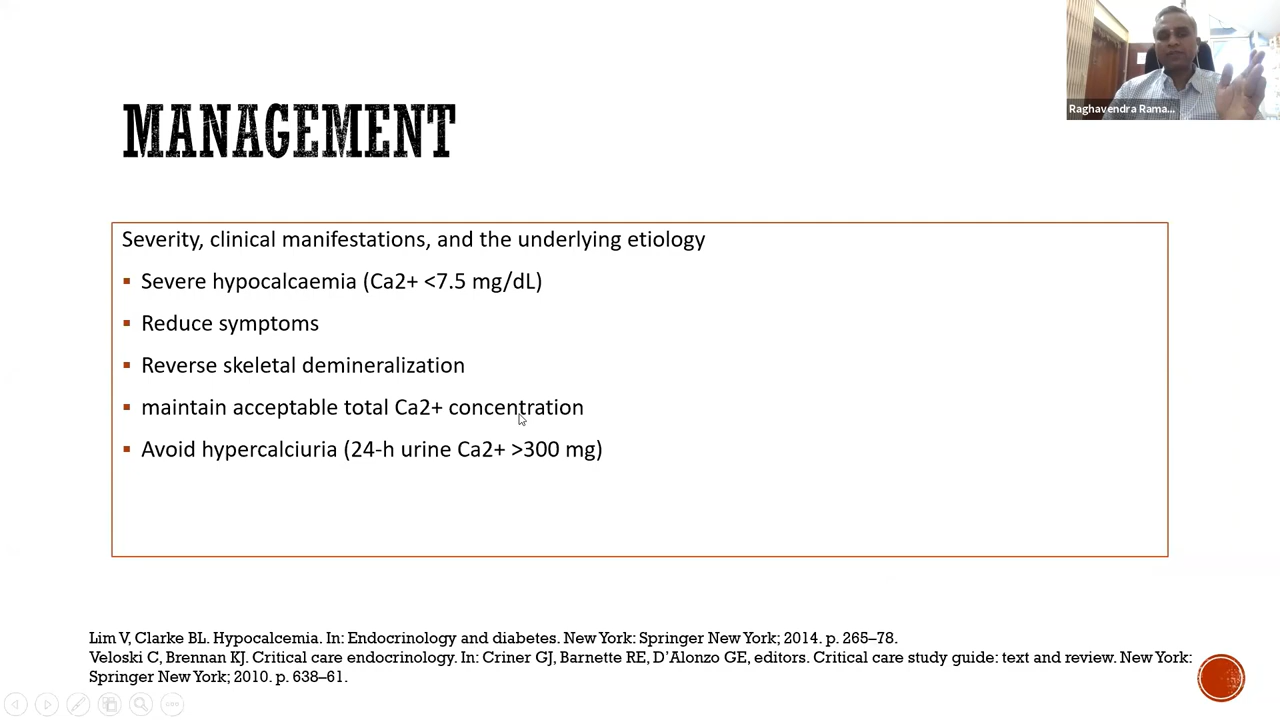 Raghavendra Rama...
MANAGEMENT
Severity, clinical manifestations, and the underlying etiology
▪ Severe hypocalcaemia (Ca2+ <7.5 mg/dL)
▪ Reduce symptoms
▪ Reverse skeletal demineralization
▪ maintain acceptable total Ca2+ concentration
▪ Avoid hypercalciuria (24-h urine Ca2+ >300 mg)
Lim V, Clarke BL. Hypocalcemia. In: Endocrinology and diabetes. New York: Springer New York; 2014. p. 265–78.
Veloski C, Brennan KJ. Critical care endocrinology. In: Criner GJ, Barnette RE, D’Alonzo GE, editors. Critical care study guide: text and review. New York:
Springer New York; 2010. p. 638–61.